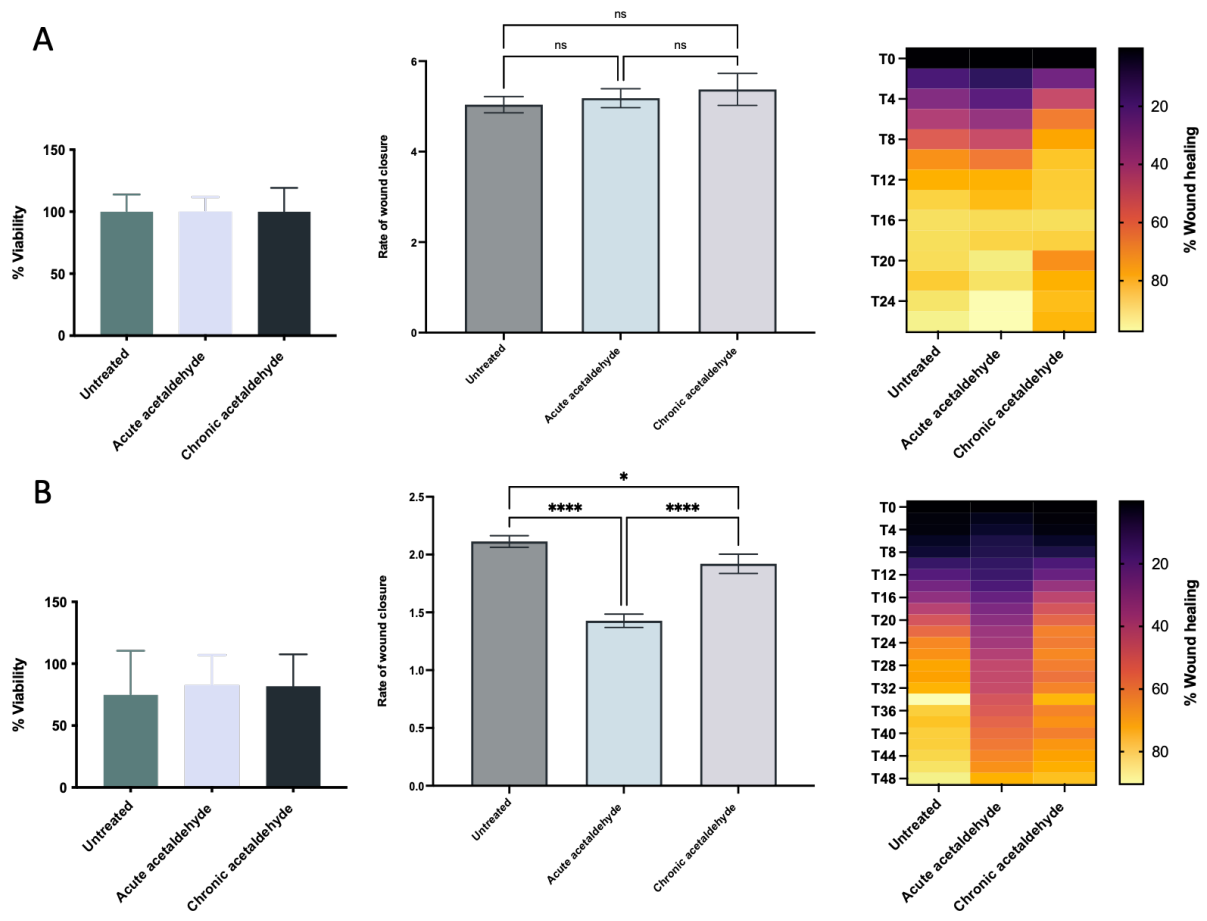 A
% Viability
150
100
50
0
Untreated
Acute acetaldehyde
Chronic acetaldehyde
ns
ns
ns
Rate of wound closure
6
4
2
0
Untreated
Acute acetaldehyde
Chronic acetaldehyde
T0
T4
T8
T12
T16
T20
T24
Untreated
Acute acetaldehyde
Chronic acetaldehyde
20
40
60
80
% Wound healing
B
% Viability
150
100
50
0
Untreated
Acute acetaldehyde
Chronic acetaldehyde
*
**** ****
Rate of wound closure
2.5
2.0
1.5
1.0
0.5
0.0
Untreated
Acute acetaldehyde
Chronic acetaldehyde
T0
T4
T8
T12
T16
T20
T24
T28
T32
T36
T40
T44
T48
Untreated
Acute acetaldehyde
Chronic acetaldehyde
20
40
60
80
% Wound healing